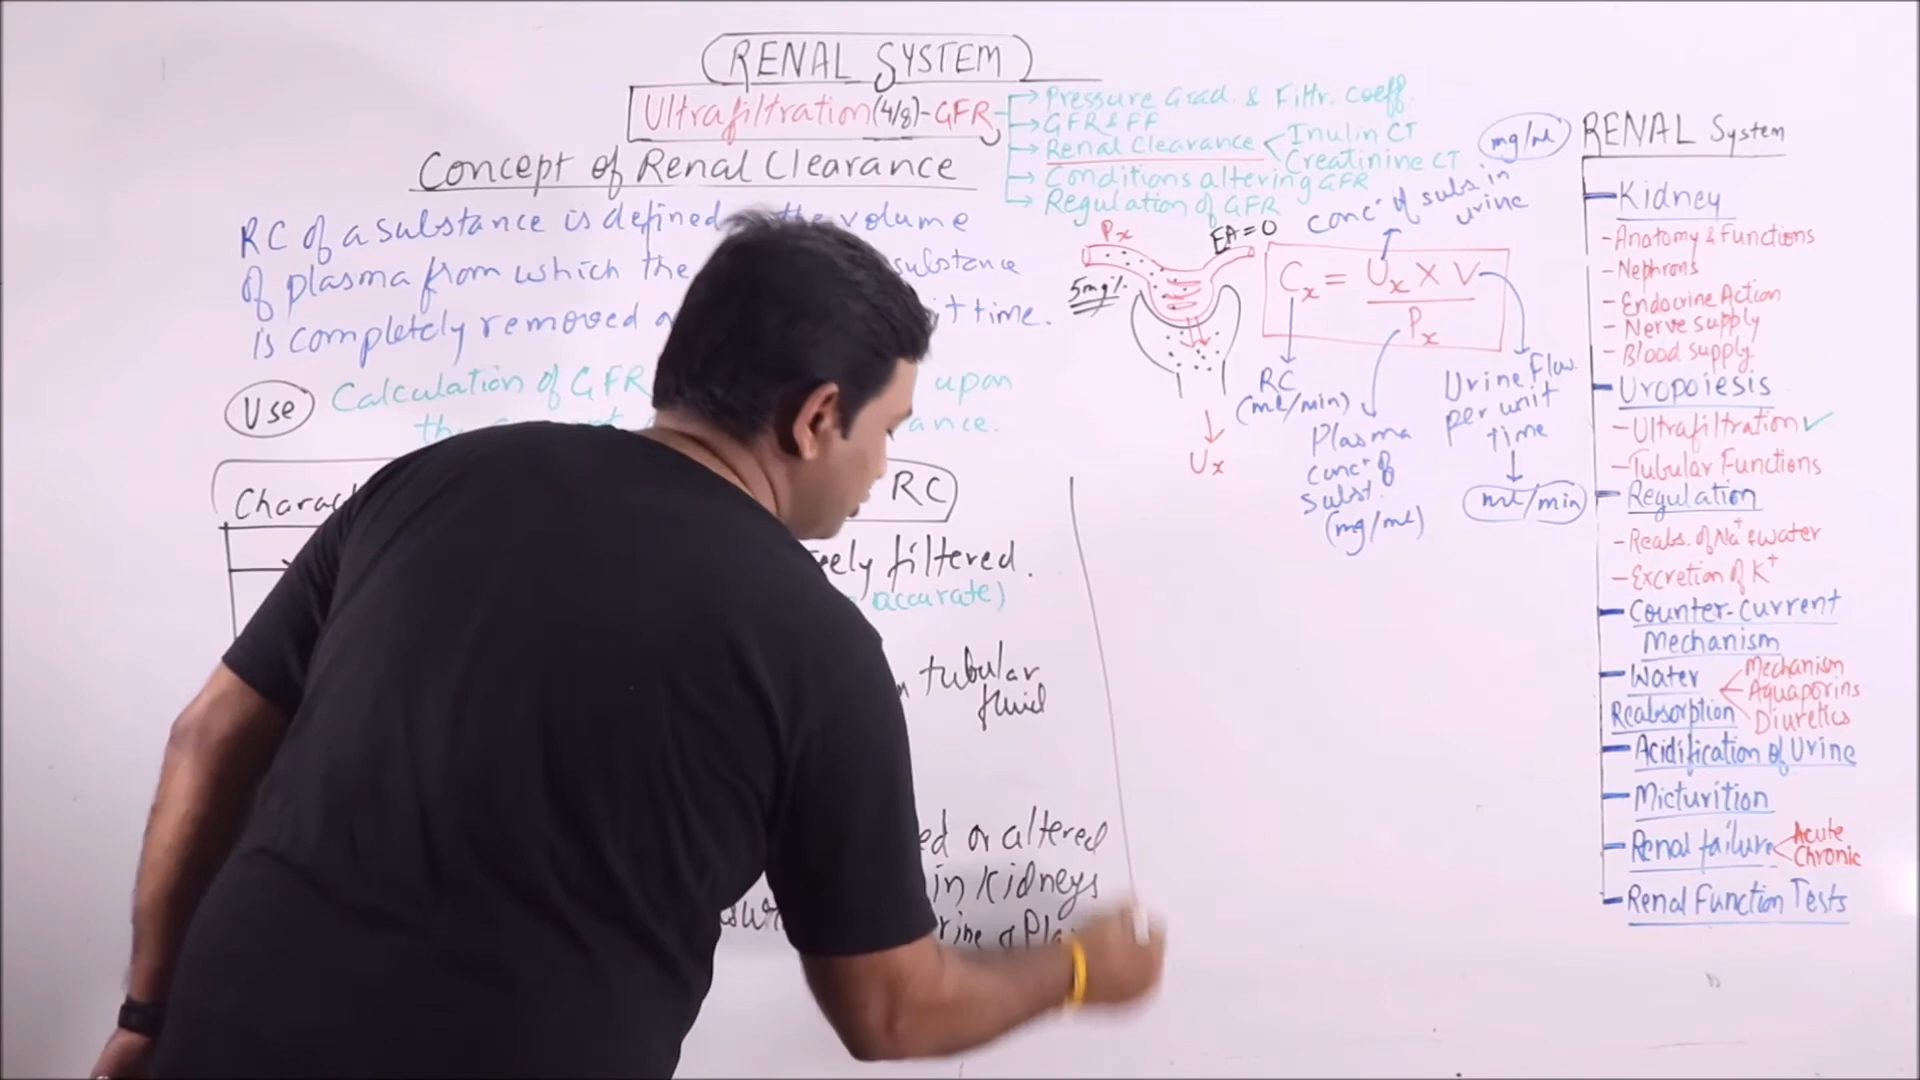 RENAL SYSTEM
Ultrafiltration (4/8) - GFR
→ Pressure Grad. & Filtr. coeff.
→ GFR & FF
→ Renal Clearance < Inulin CT
Creatinine CT
→ Conditions altering GFR
→ Regulation of GFR
Concept of Renal Clearance
RC of a substance is defined the volume
of plasma from which the substance
is completely removed time.
Use Calculation of GFR upon
ance.
Charac RC
eely filtered.
accurate)
tubular
fluid
ed or altered
in kidneys
Px
EA = 0
5mg%
Ux
mg/ml
conc^n of subs in
urine
Cx = Ux X V
Px
RC
(ml/min)
Plasma
conc^n of
subst.
(mg/ml)
Urine Flow
per unit
time
ml/min
RENAL System
Kidney
- Anatomy & Functions
- Nephrons
- Endocrine Action
- Nerve supply
- Blood supply
Uropoiesis
- Ultrafiltration ✓
- Tubular Functions
Regulation
- Reabs. of Na+ & water
- Excretion of K+
Counter-current
Mechanism
Water Reabsorption < Mechanism
Aquaporins
Diuretics
Acidification of Urine
Micturition
Renal failure < Acute
Chronic
Renal Function Tests